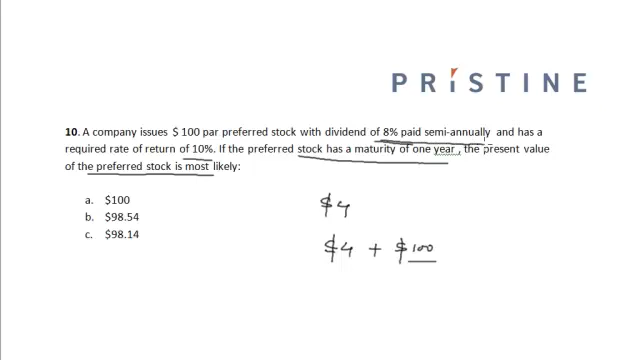 PRISTINE
10. A company issues $ 100 par preferred stock with dividend of 8% paid semi-annually and has a
required rate of return of 10%. If the preferred stock has a maturity of one year, the present value
of the preferred stock is most likely:
a. $100
b. $98.54
c. $98.14
$4
$4 + $100